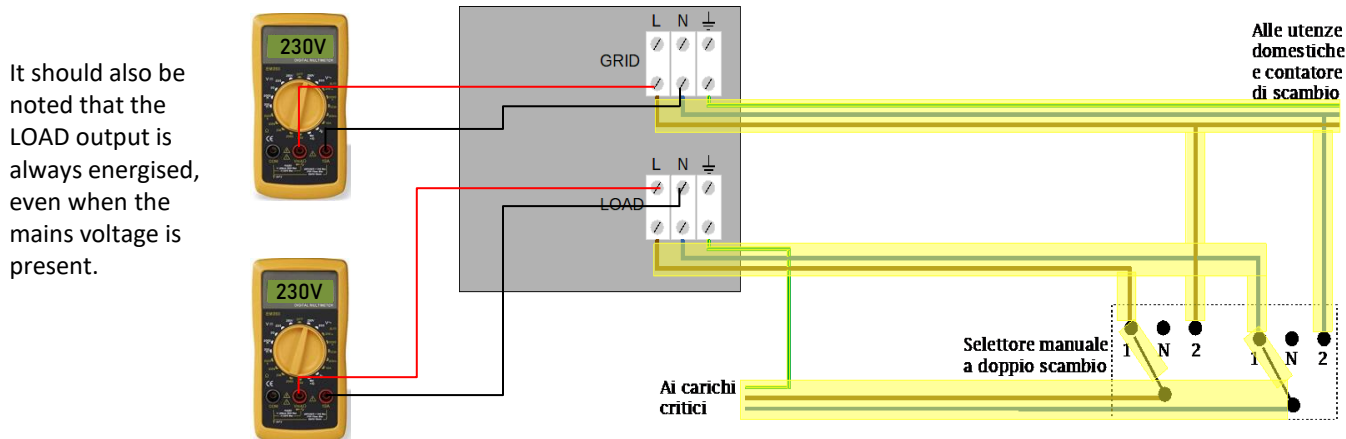 It should also be
noted that the
LOAD output is
always energised,
even when the
mains voltage is
present.
230V
230V
L N
GRID
L N
LOAD
Alle utenze
domestiche
e contatore
di scambio
Selettore manuale
a doppio scambio
1 N 2
1 N 2
Ai carichi
critici